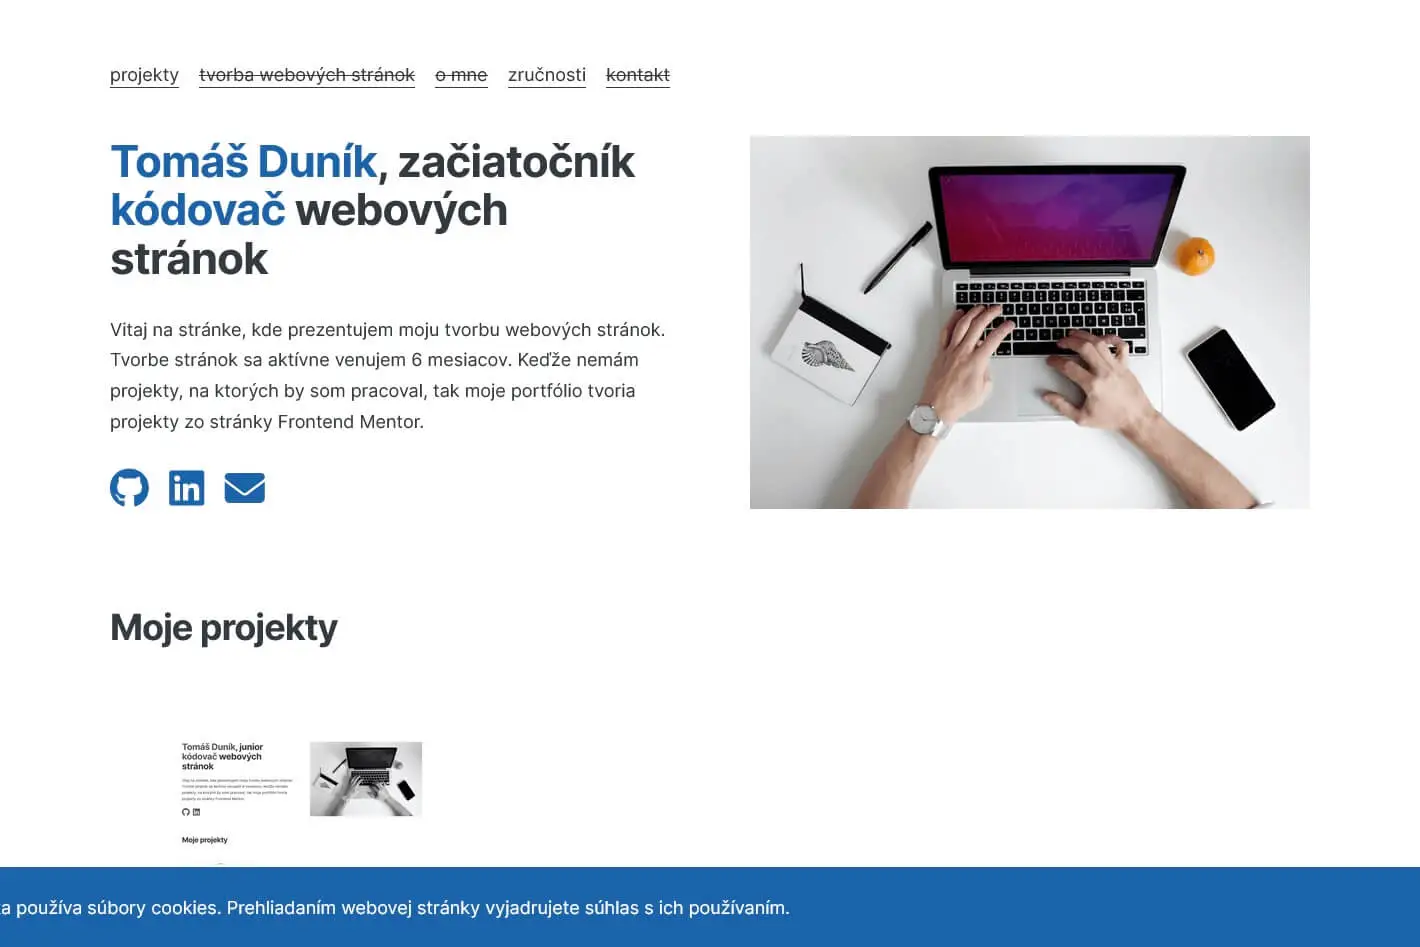 projekty tvorba webových stránok o mne zručnosti kontakt
Tomáš Duník, začiatočník
kódovač webových
stránok
Vitaj na stránke, kde prezentujem moju tvorbu webových stránok.
Tvorbe stránok sa aktívne venujem 6 mesiacov. Keďže nemám
projekty, na ktorých by som pracoval, tak moje portfólio tvoria
projekty zo stránky Frontend Mentor.
in
Moje projekty
Tomáš Duník, junior
kódovač webových
stránok
Moje projekty
a používa súbory cookies. Prehliadaním webovej stránky vyjadrujete súhlas s ich používaním.